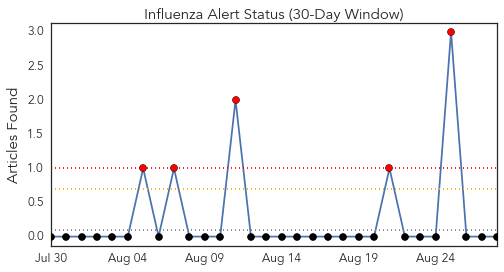 Influenza Alert Status (30-Day Window)
Articles Found
3.0
2.5
2.0
1.5
1.0
0.5
0.0
Jul 30 Aug 04 Aug 09 Aug 14 Aug 19 Aug 24